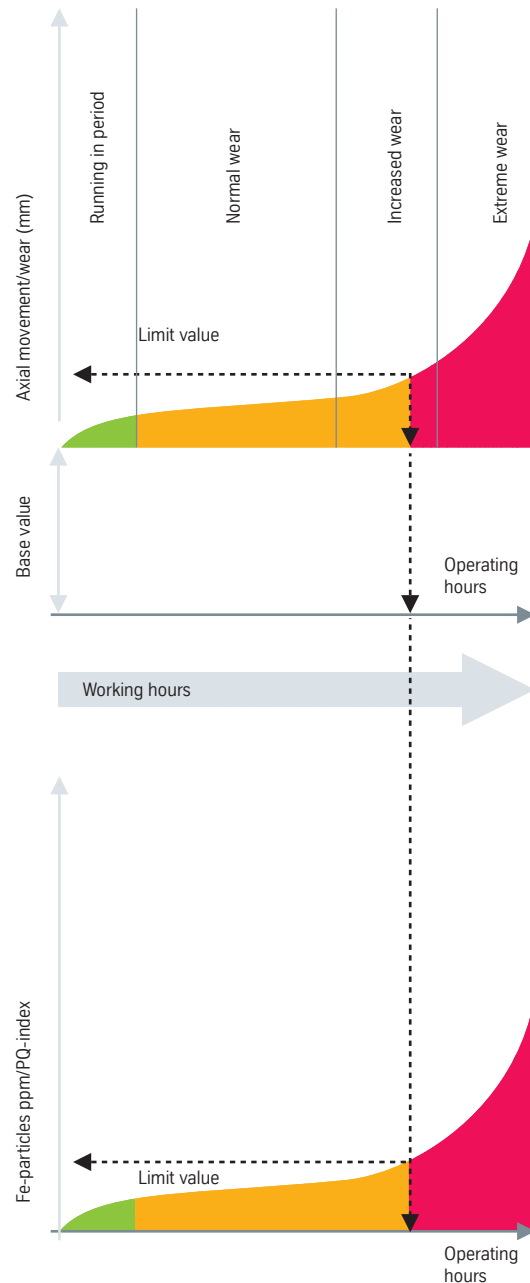 Axial movement/wear (mm)
Running in period
Normal wear
Increased wear
Extreme wear
Limit value
Base value
Operating
hours
Working hours
Fe-particles ppm/PQ-index
Limit value
Operating
hours